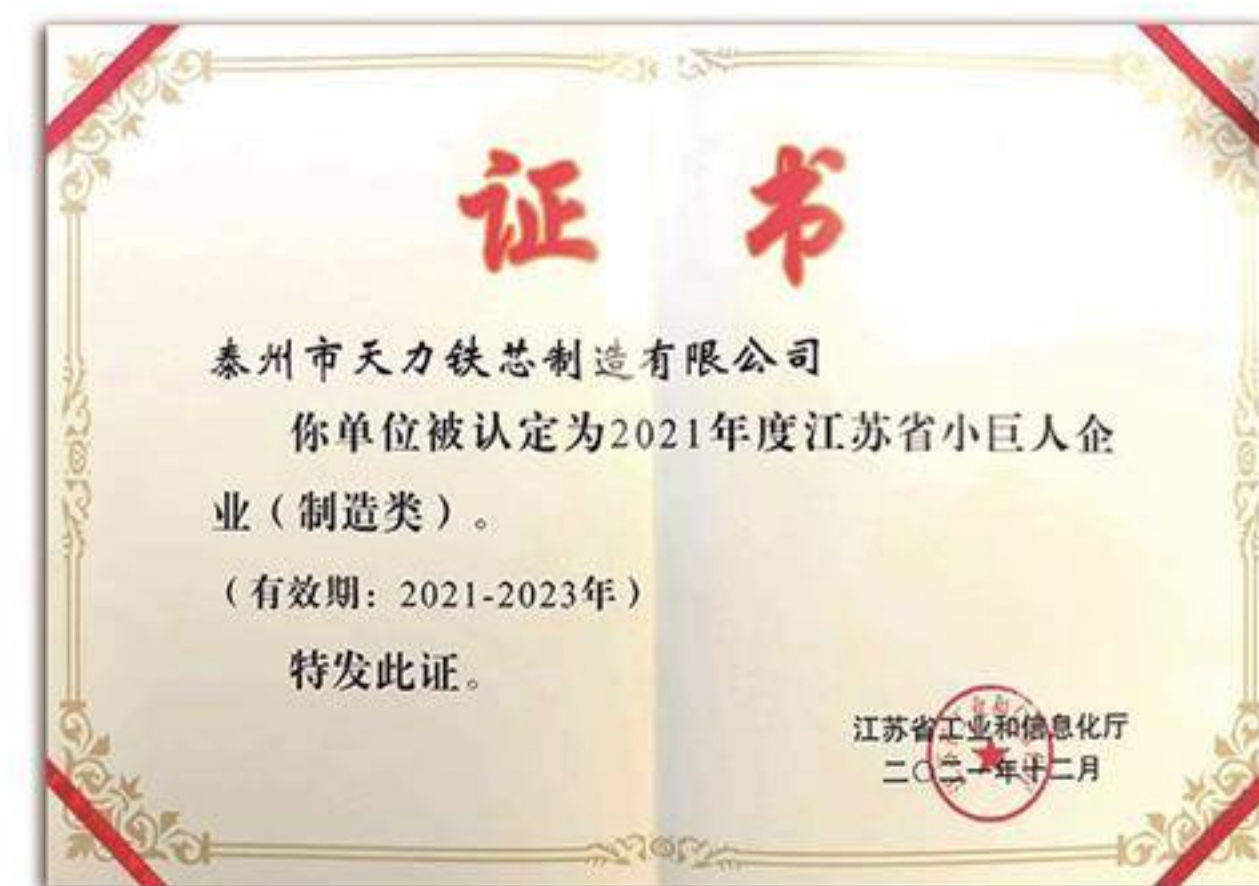 证 书
泰州市天力铁芯制造有限公司
你单位被认定为2021年度江苏省小巨人企
业（制造类）。
（有效期：2021-2023年）
特发此证。
江苏省工业和信息化厅
二〇二一年十二月